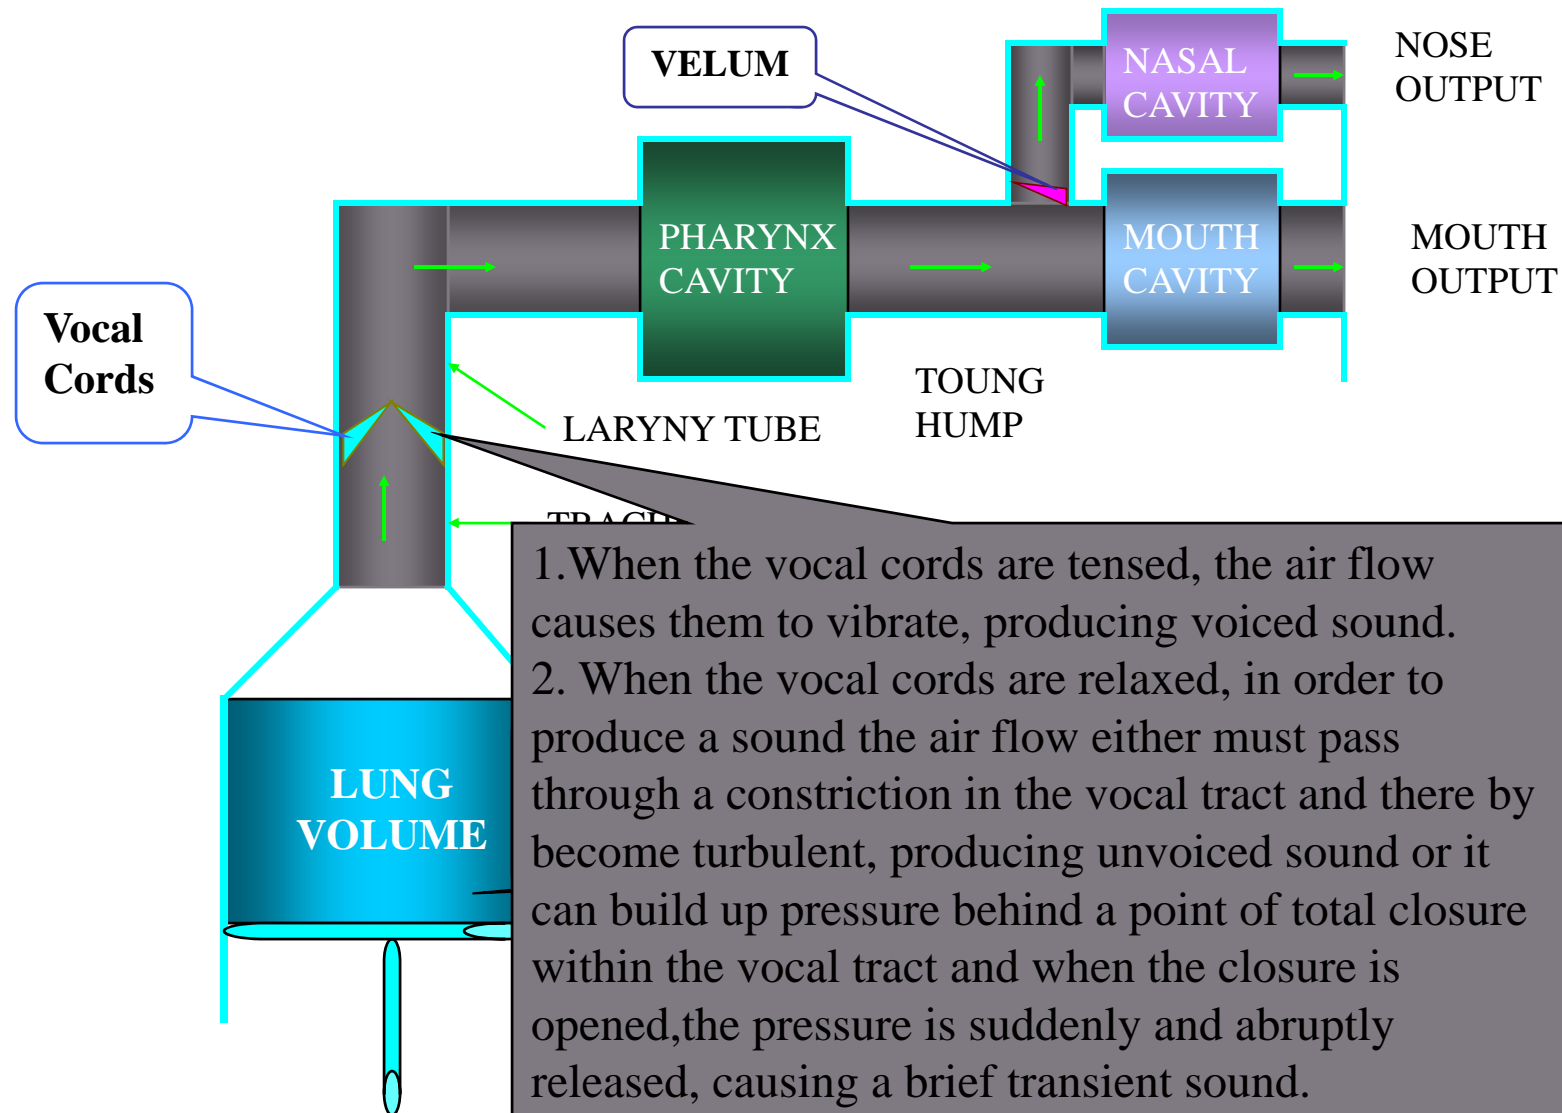 VELUM
NASAL
CAVITY
NOSE
OUTPUT
PHARYNX
CAVITY
MOUTH
CAVITY
MOUTH
OUTPUT
Vocal
Cords
TOUNG
HUMP
LARYNY TUBE
1.When the vocal cords are tensed, the air flow
causes them to vibrate, producing voiced sound.
2. When the vocal cords are relaxed, in order to
produce a sound the air flow either must pass
through a constriction in the vocal tract and there by
become turbulent, producing unvoiced sound or it
can build up pressure behind a point of total closure
within the vocal tract and when the closure is
opened,the pressure is suddenly and abruptly
released, causing a brief transient sound.
LUNG
VOLUME